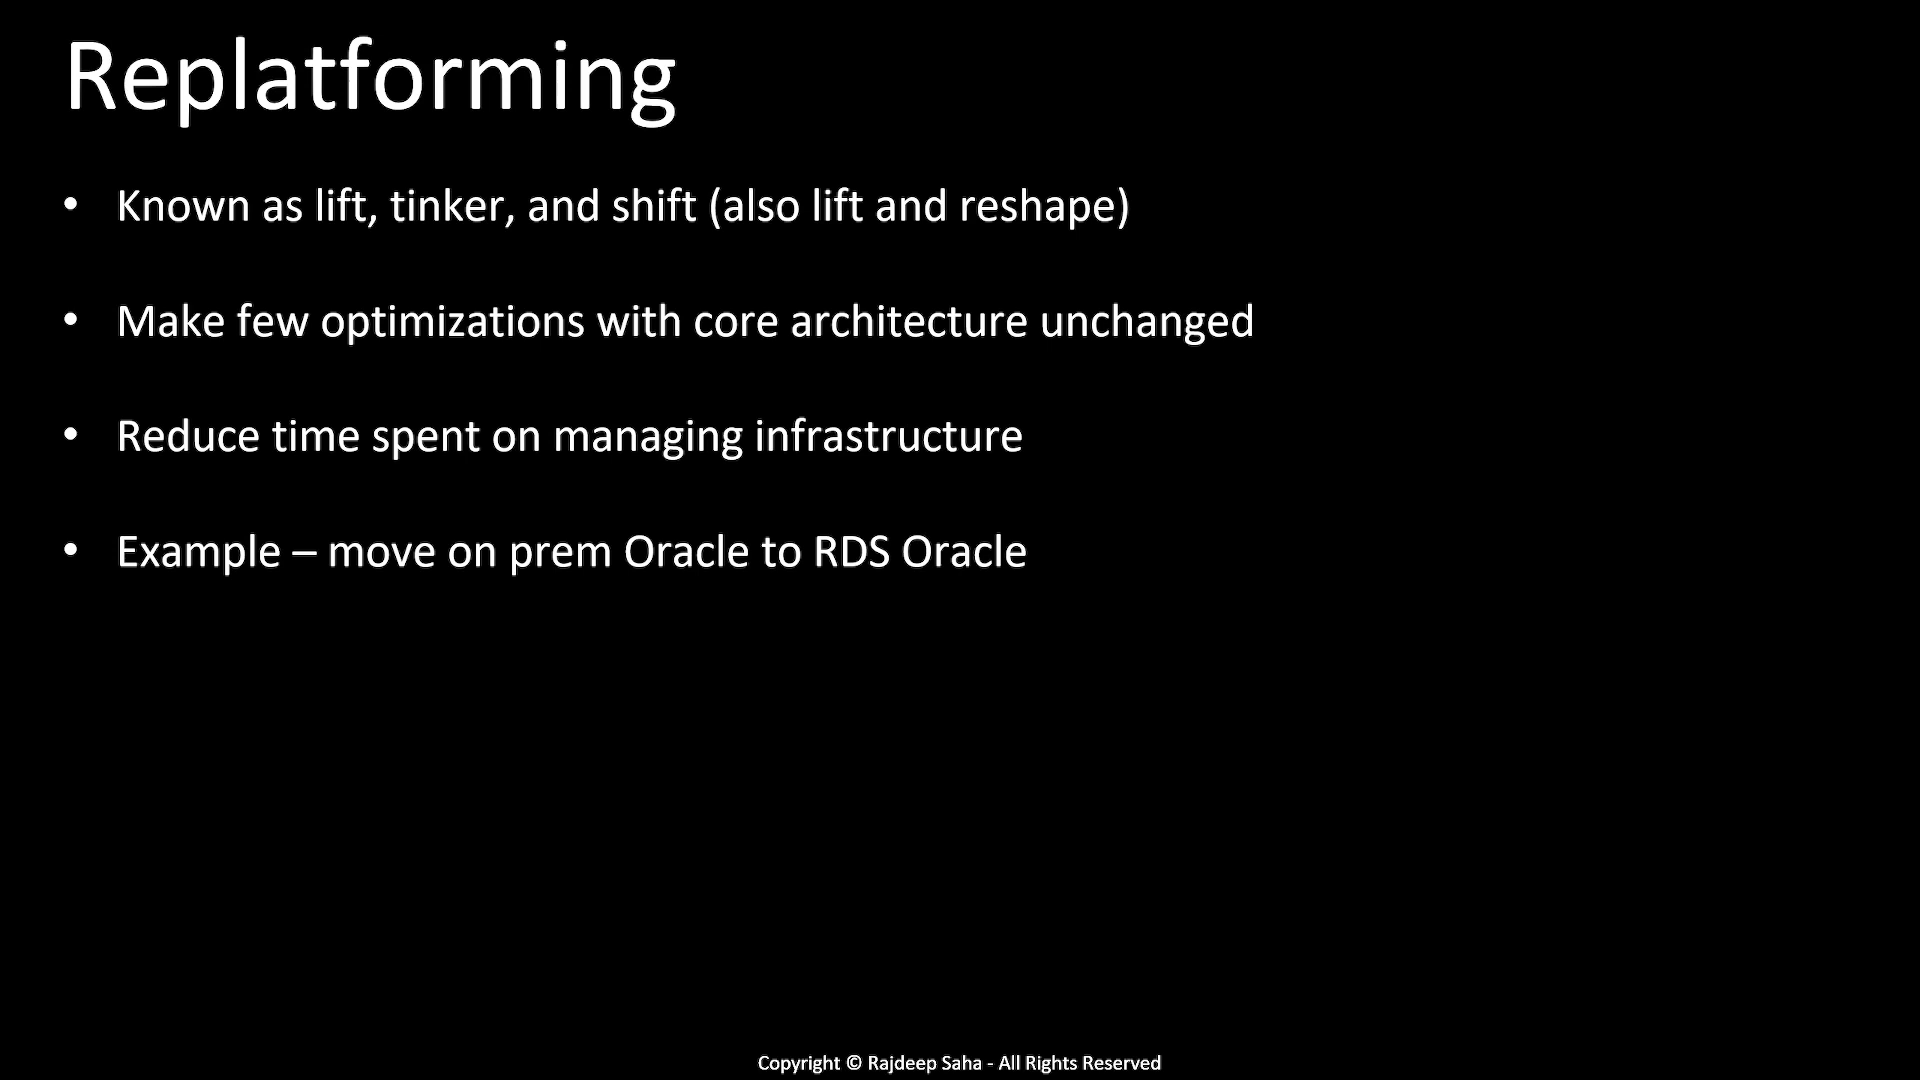 Replatforming
• Known as lift, tinker, and shift (also lift and reshape)
• Make few optimizations with core architecture unchanged
• Reduce time spent on managing infrastructure
• Example – move on prem Oracle to RDS Oracle
Copyright © Rajdeep Saha - All Rights Reserved